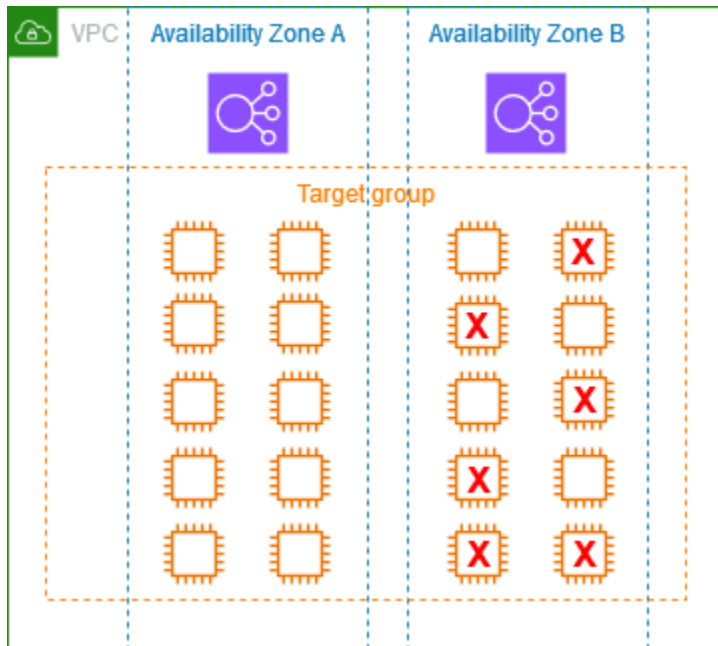 VPC
Availability Zone A
Availability Zone B
Target group
X
X
X
X
X
X